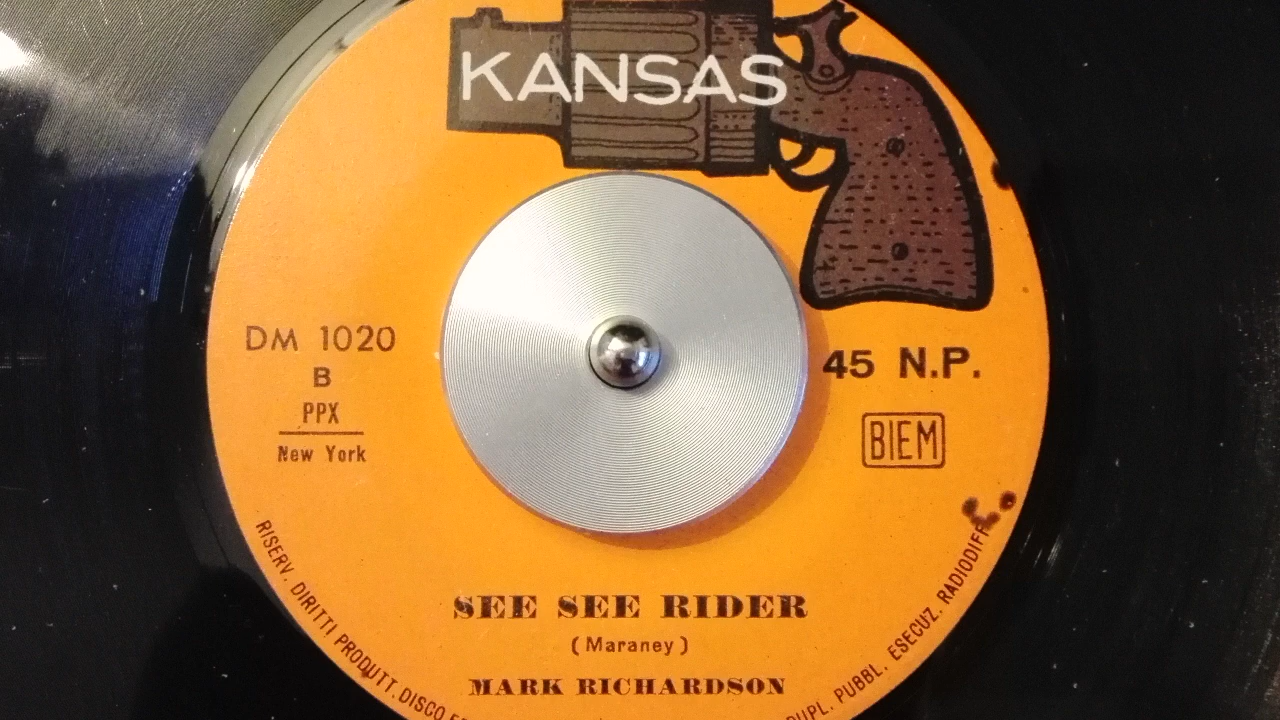 KANSAS
DM 1020
B
PPX
New York
45 N.P.
BIEM
SEE SEE RIDER
(Maraney)
MARK RICHARDSON
RISERV. DIRITTI PRODUTT. DISCO
DUPL. PUBBL. ESECUZ. RADIODIFF.